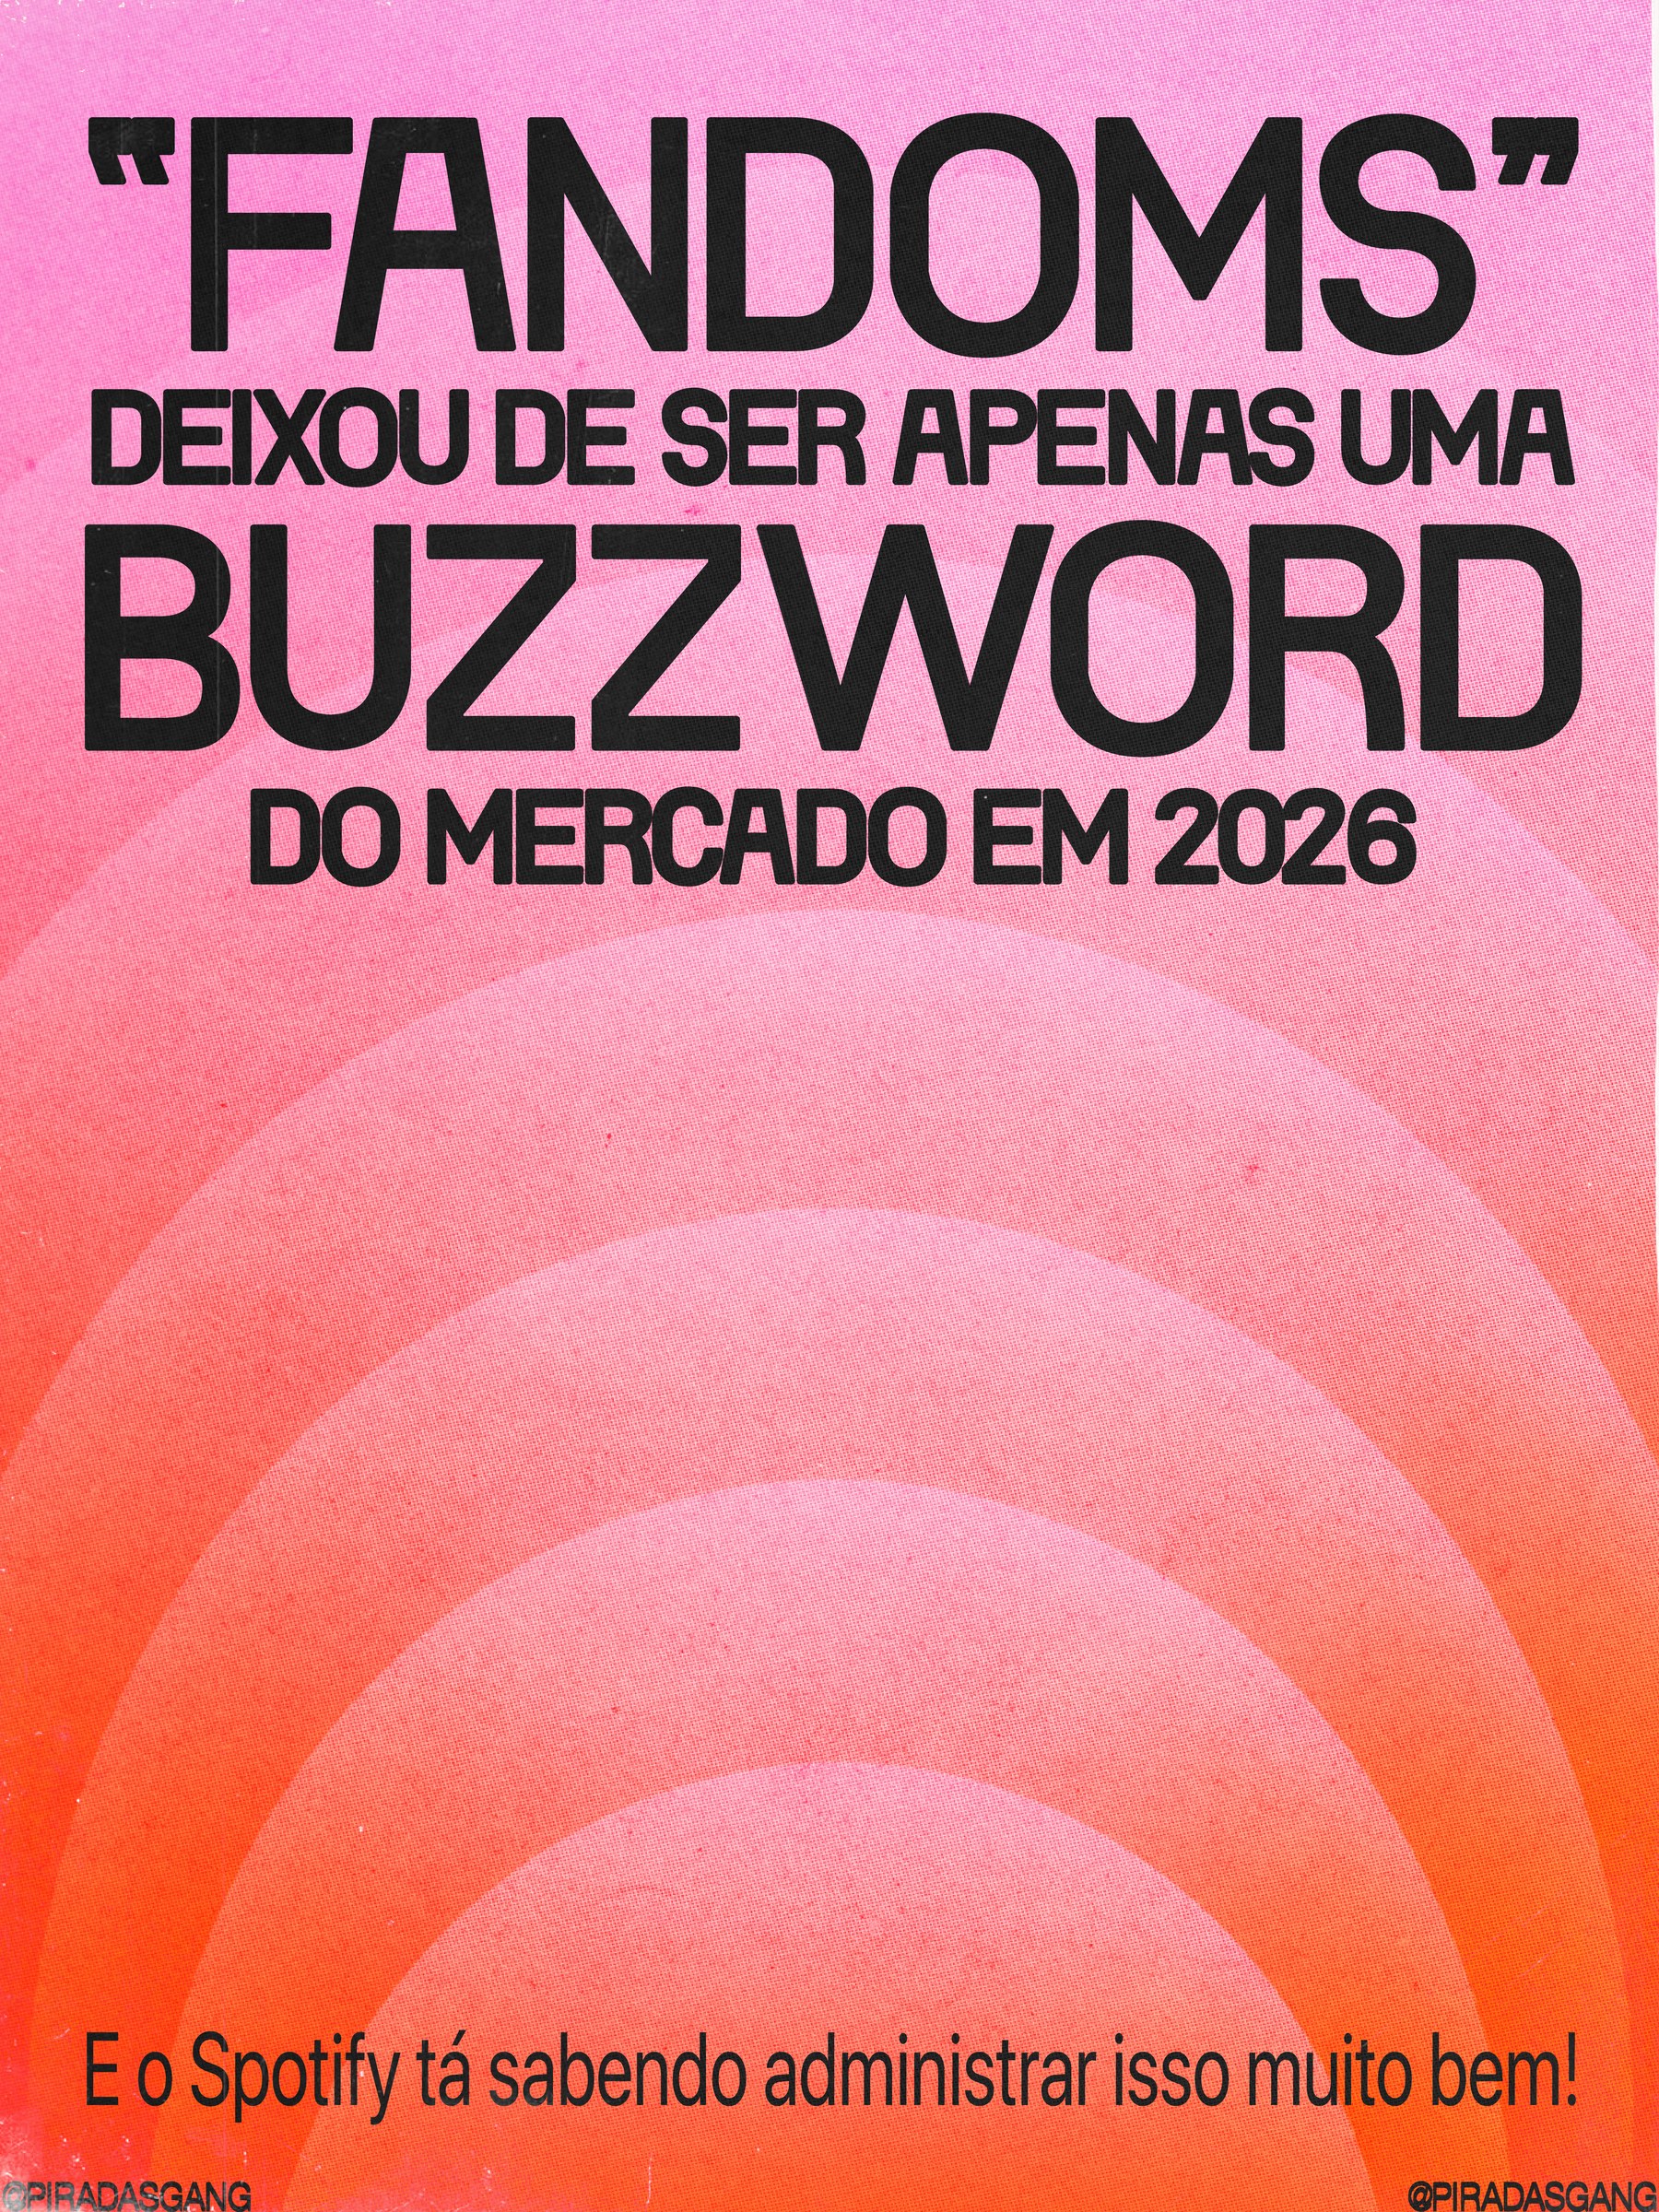 “FANDOMS”
DEIXOU DE SER APENAS UMA
BUZZWORD
DO MERCADO EM 2026
E o Spotify tá sabendo administrar isso muito bem!
@PIRADASGANG
@PIRADASGANG